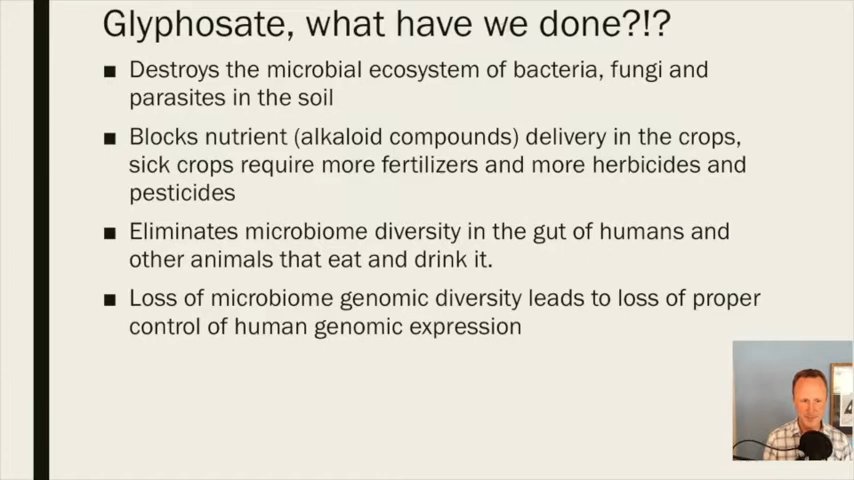 Glyphosate, what have we done?!?
■ Destroys the microbial ecosystem of bacteria, fungi and
parasites in the soil
■ Blocks nutrient (alkaloid compounds) delivery in the crops,
sick crops require more fertilizers and more herbicides and
pesticides
■ Eliminates microbiome diversity in the gut of humans and
other animals that eat and drink it.
■ Loss of microbiome genomic diversity leads to loss of proper
control of human genomic expression